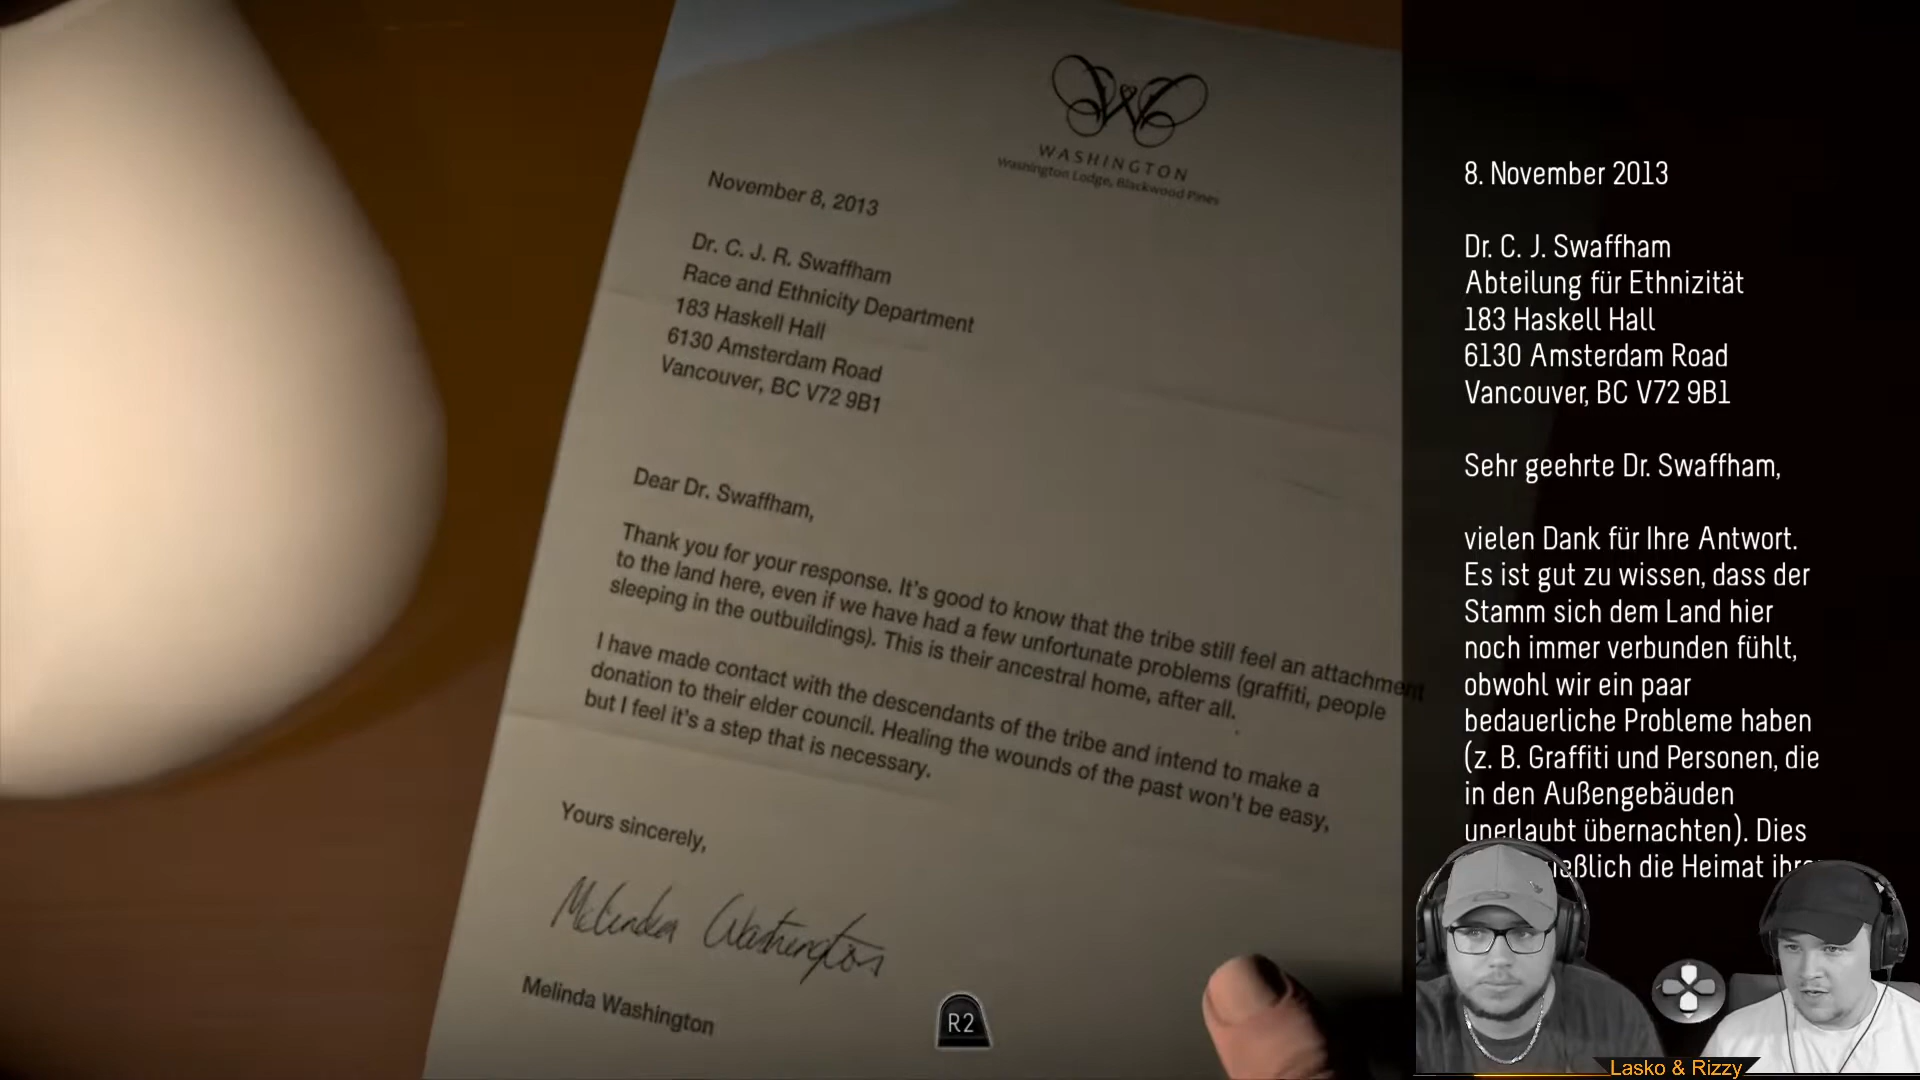 WASHINGTON
Washington Lodge, Blackwood Pines
November 8, 2013
Dr. C. J. R. Swaffham
Race and Ethnicity Department
183 Haskell Hall
6130 Amsterdam Road
Vancouver, BC V72 9B1
Dear Dr. Swaffham,
Thank you for your response. It's good to know that the tribe still feel an attachment
to the land here, even if we have had a few unfortunate problems (graffiti, people
sleeping in the outbuildings). This is their ancestral home, after all.
I have made contact with the descendants of the tribe and intend to make a
donation to their elder council. Healing the wounds of the past won't be easy,
but I feel it's a step that is necessary.
Yours sincerely,
Melinda Washington
Melinda Washington
R2
8. November 2013
Dr. C. J. Swaffham
Abteilung für Ethnizität
183 Haskell Hall
6130 Amsterdam Road
Vancouver, BC V72 9B1
Sehr geehrte Dr. Swaffham,
vielen Dank für Ihre Antwort.
Es ist gut zu wissen, dass der
Stamm sich dem Land hier
noch immer verbunden fühlt,
obwohl wir ein paar
bedauerliche Probleme haben
(z. B. Graffiti und Personen, die
in den Außengebäuden
unerlaubt übernachten). Dies
die Heimat
Lasko & Rizzy